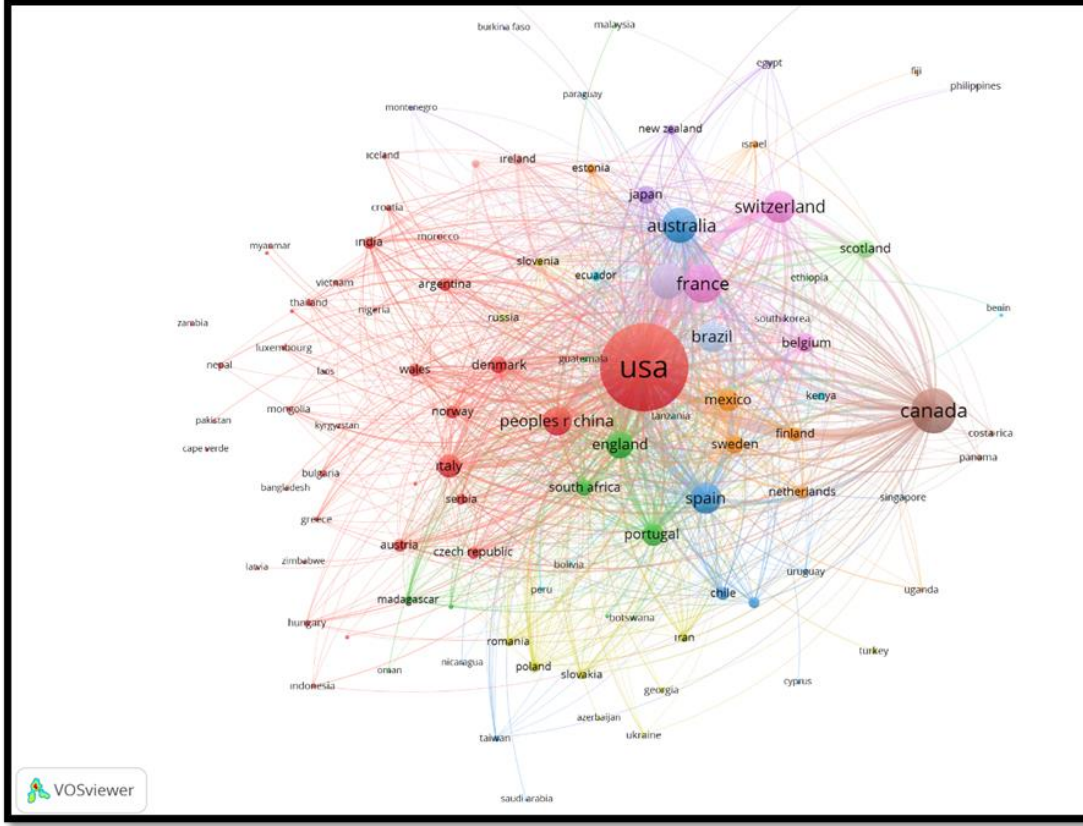 burkina faso
malaysia
egypt
fiji
philippines
paraguay
montenegro
new zealand
israel
iceland
ireland
estonia
japan
switzerland
croatia
australia
india
morocco
scotland
myanmar
slovenia
ecuador
ethiopia
vietnam
argentina
france
thailand
nigeria
benin
russia
south korea
zambia
brazil
belgium
luxembourg
guatemala
nepal
wales
denmark
usa
laos
kenya
mexico
mongolia
norway
tanzania
canada
pakistan
kyrgyzstan
peoples r china
finland
costa rica
cape verde
england
sweden
panama
bulgaria
italy
bangladesh
south africa
netherlands
serbia
spain
singapore
greece
portugal
austria
czech republic
zimbabwe
bolivia
latvia
uruguay
peru
chile
uganda
madagascar
botswana
hungary
romania
iran
turkey
nicaragua
poland
oman
slovakia
cyprus
indonesia
georgia
azerbaijan
taiwan
ukraine
saudi arabia
VOSviewer